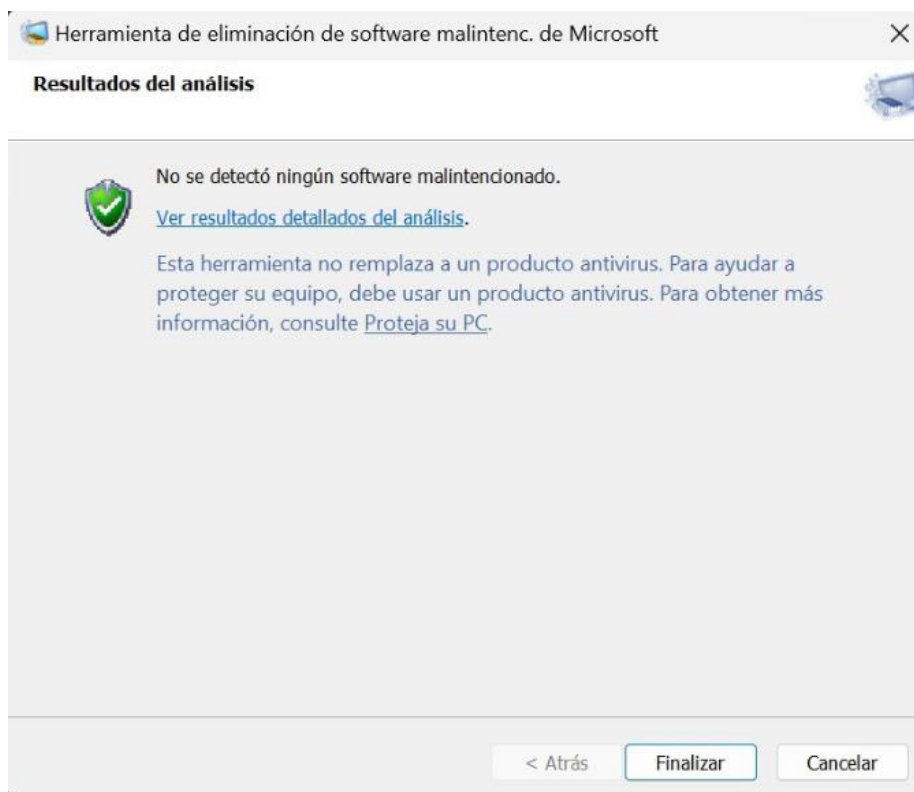 Herramienta de eliminación de software malintenc. de Microsoft
Resultados del análisis
No se detectó ningún software malintencionado.
Ver resultados detallados del análisis.
Esta herramienta no remplaza a un producto antivirus. Para ayudar a
proteger su equipo, debe usar un producto antivirus. Para obtener más
información, consulte Proteja su PC.
< Atrás
Finalizar
Cancelar